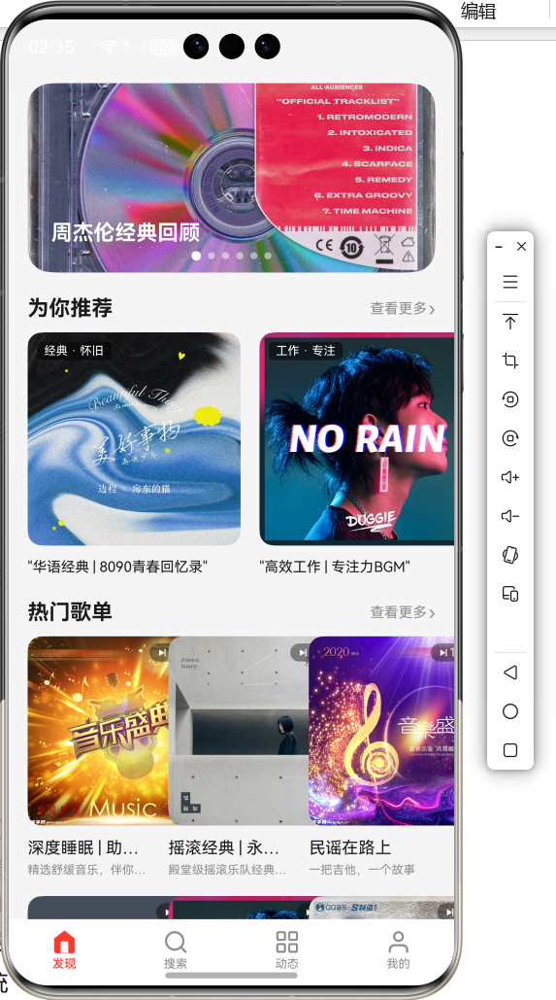 编辑
02:35
100
ALL-AUDIENCES
"OFFICIAL TRACKLIST"
1. RETROMODERN
2. INTOXICATED
3. INDICA
4. SCARFACE
5. REMEDY
6. EXTRA GROOVY
7. TIME MACHINE
10
周杰伦经典回顾
为你推荐
查看更多
经典 · 怀旧
Beautiful Thing
美好事物
边程 × 房东的猫
工作 · 专注
NO RAIN
DUGGIE
"华语经典 | 8090青春回忆录"
"高效工作 | 专注力BGM"
热门歌单
查看更多
音乐盛典
Music
Almost
Sunny
2020
音樂盛
深度睡眠 | 助…
摇滚经典 | 永…
民谣在路上
精选舒缓音乐，伴你…
殿堂级摇滚乐队经典…
一把吉他，一个故事
发现
搜索
动态
我的